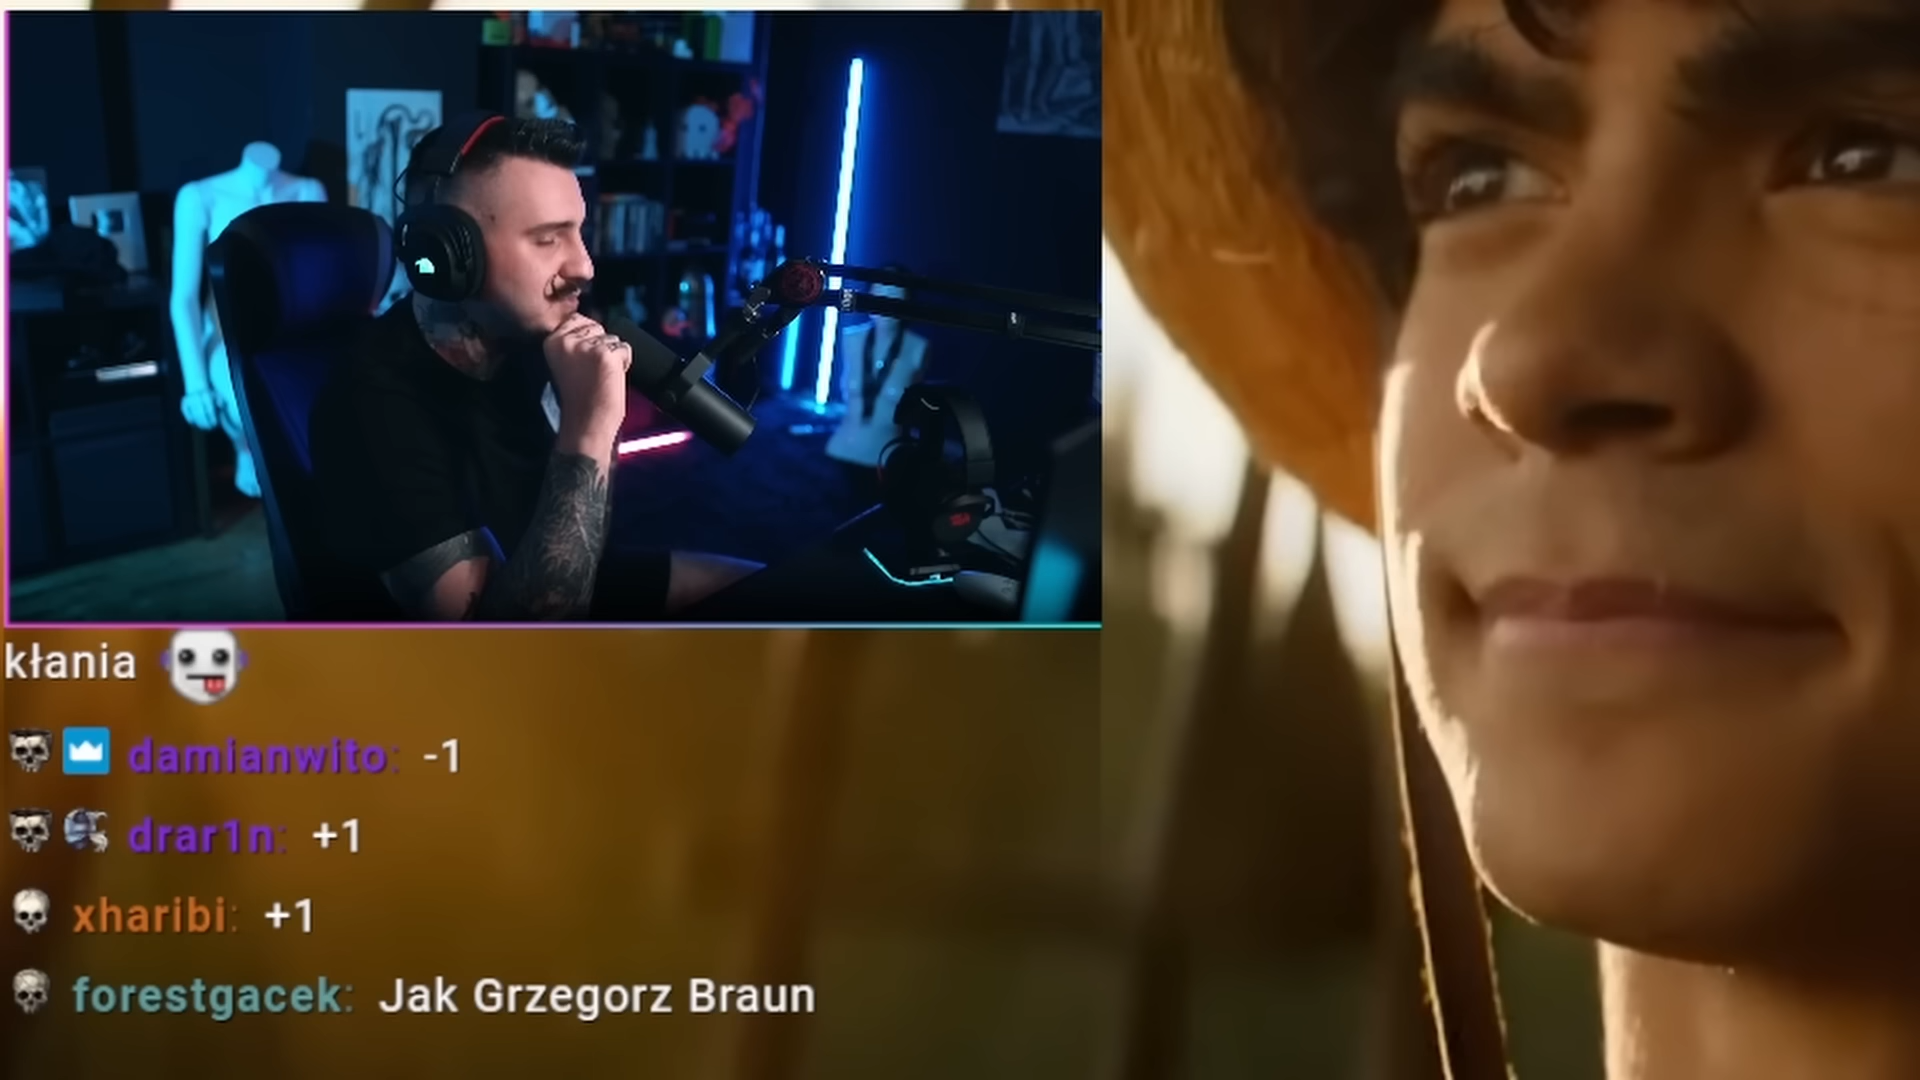 kłania
damianwito: -1
drar1n: +1
xharibi: +1
forestgacek: Jak Grzegorz Braun